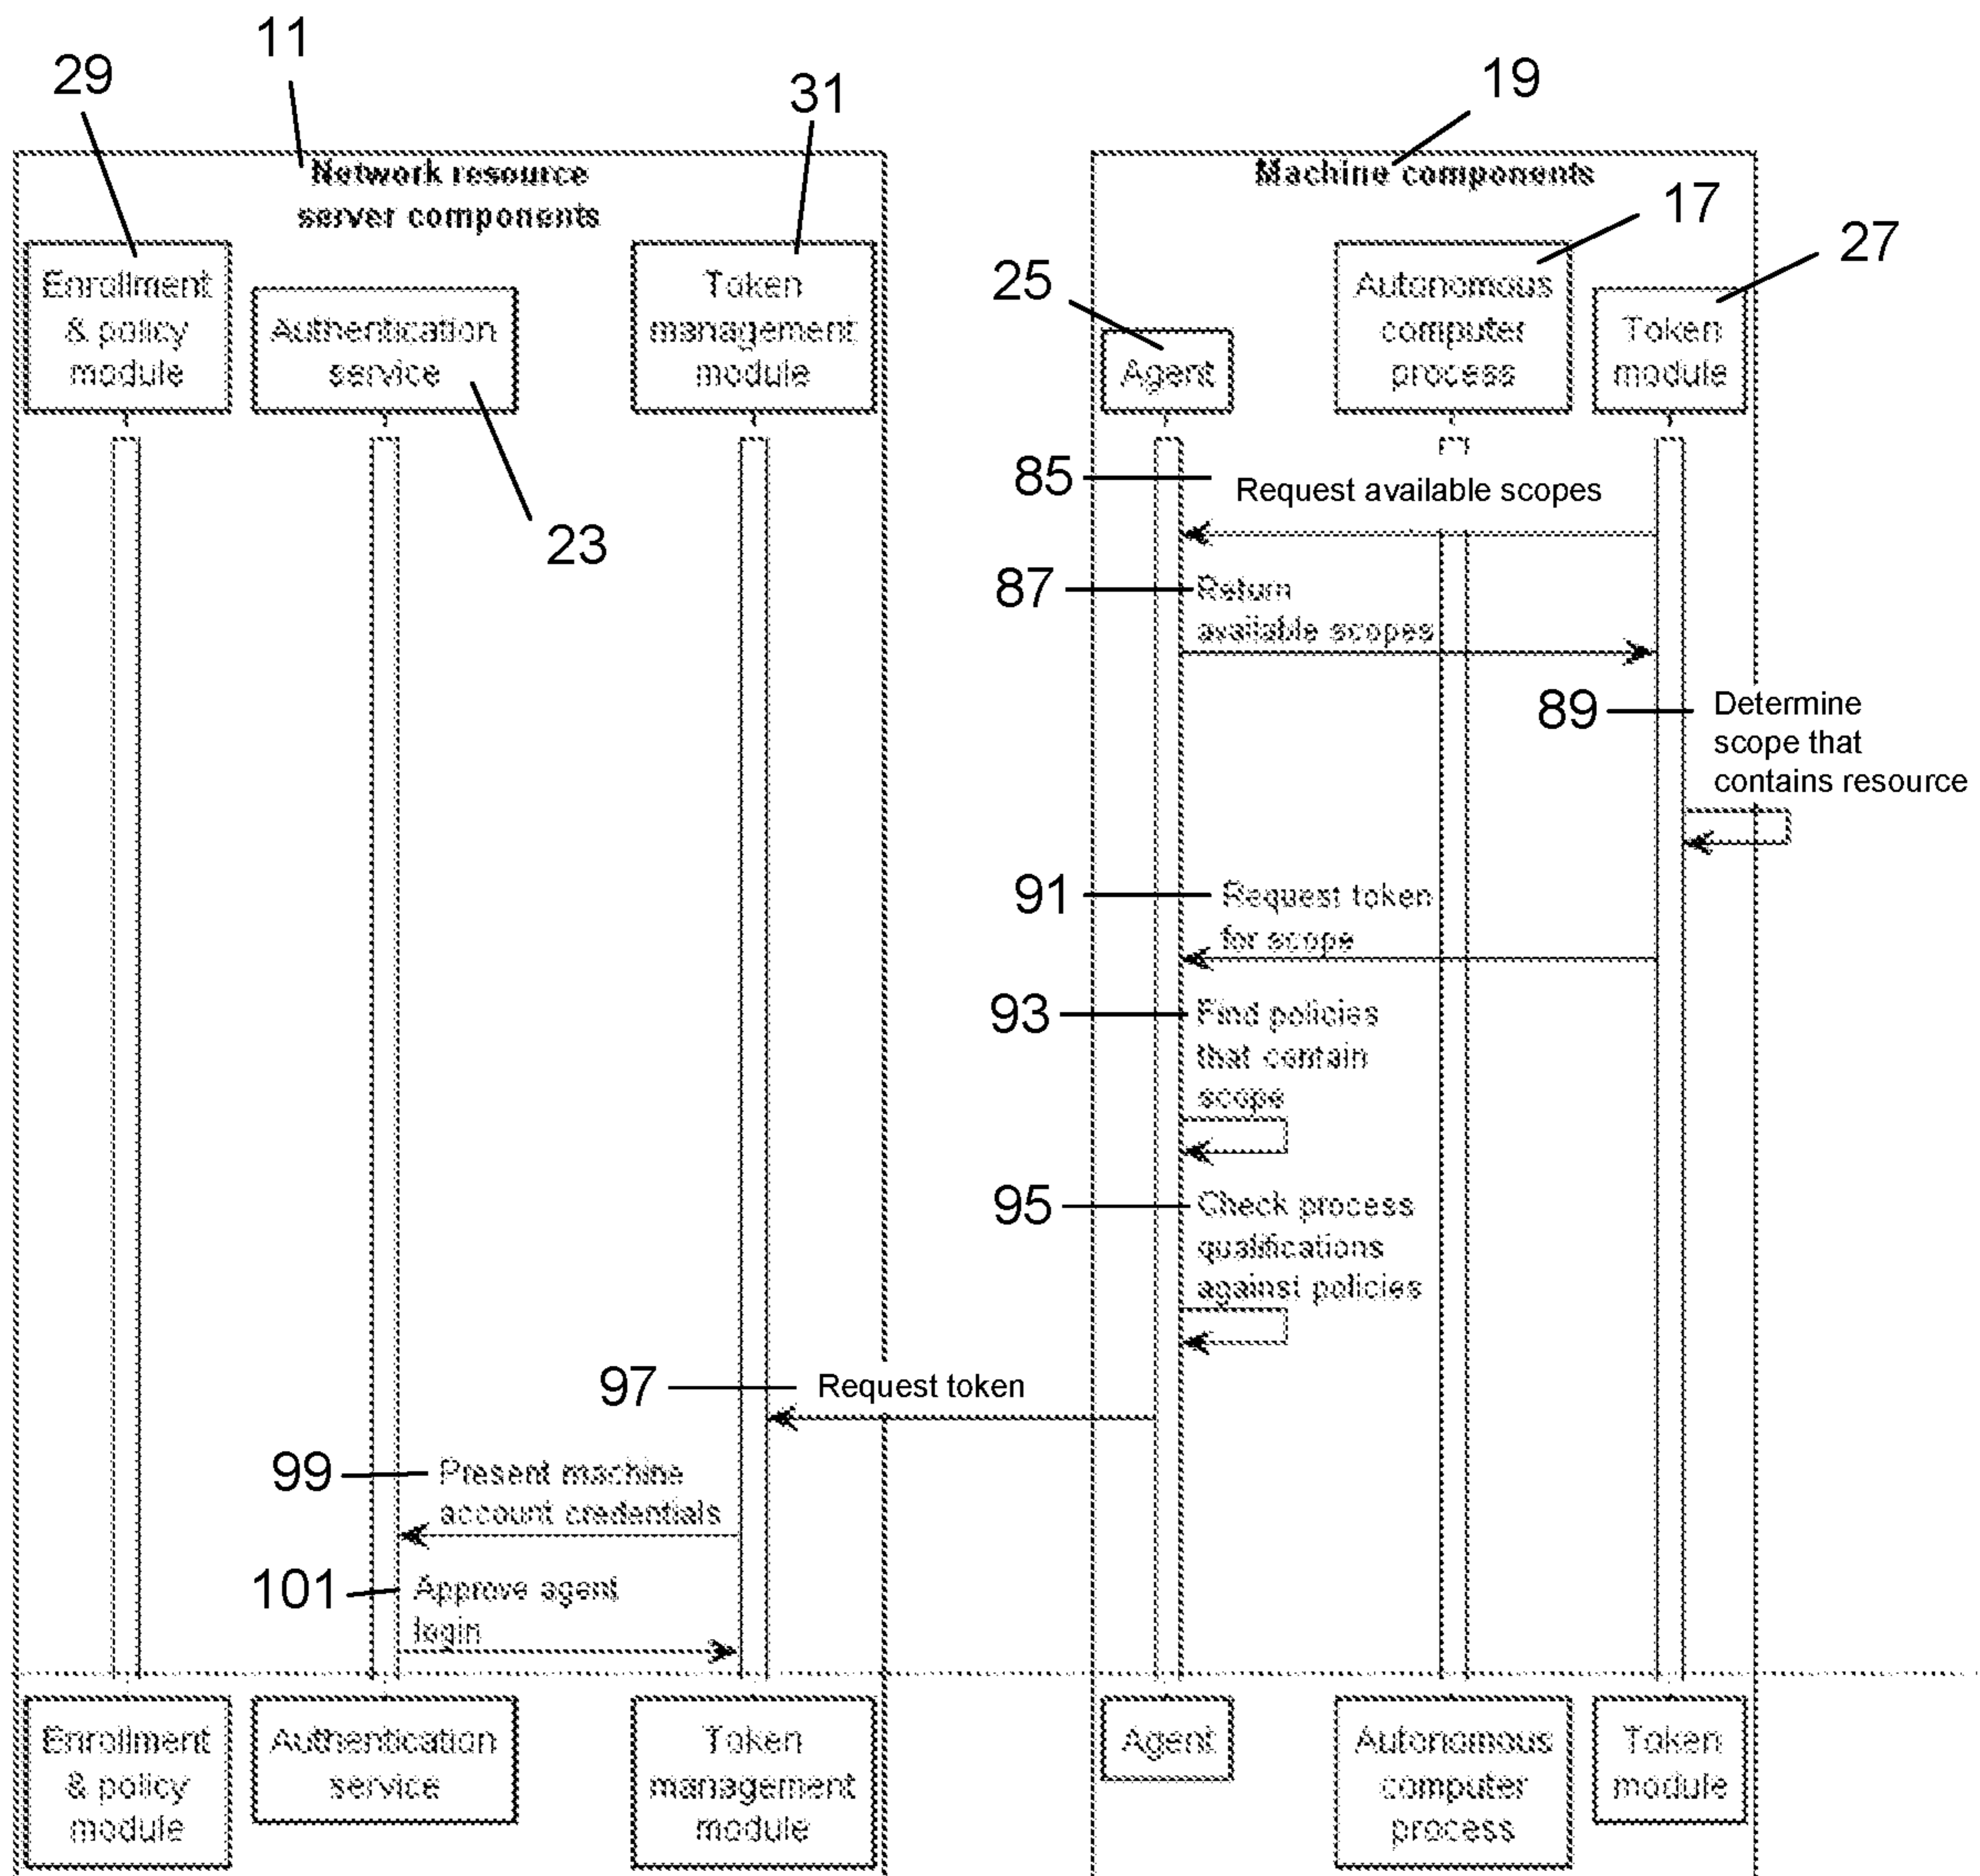 11
29
31
19
Network resource
server components
Machine components
17
27
25
23
Enrollment
& policy
module
Authentication
service
Token
management
module
Agent
Autonomous
computer
process
Token
module
85
Request available scopes
87
Return
available scopes
89
Determine
scope that
contains resource
91
Request token
for scope
93
Find policies
that contain
scope
95
Check process
qualifications
against policies
97
Request token
99
Present machine
account credentials
101
Approve agent
login
Enrollment
& policy
module
Authentication
service
Token
management
module
Agent
Autonomous
computer
process
Token
module